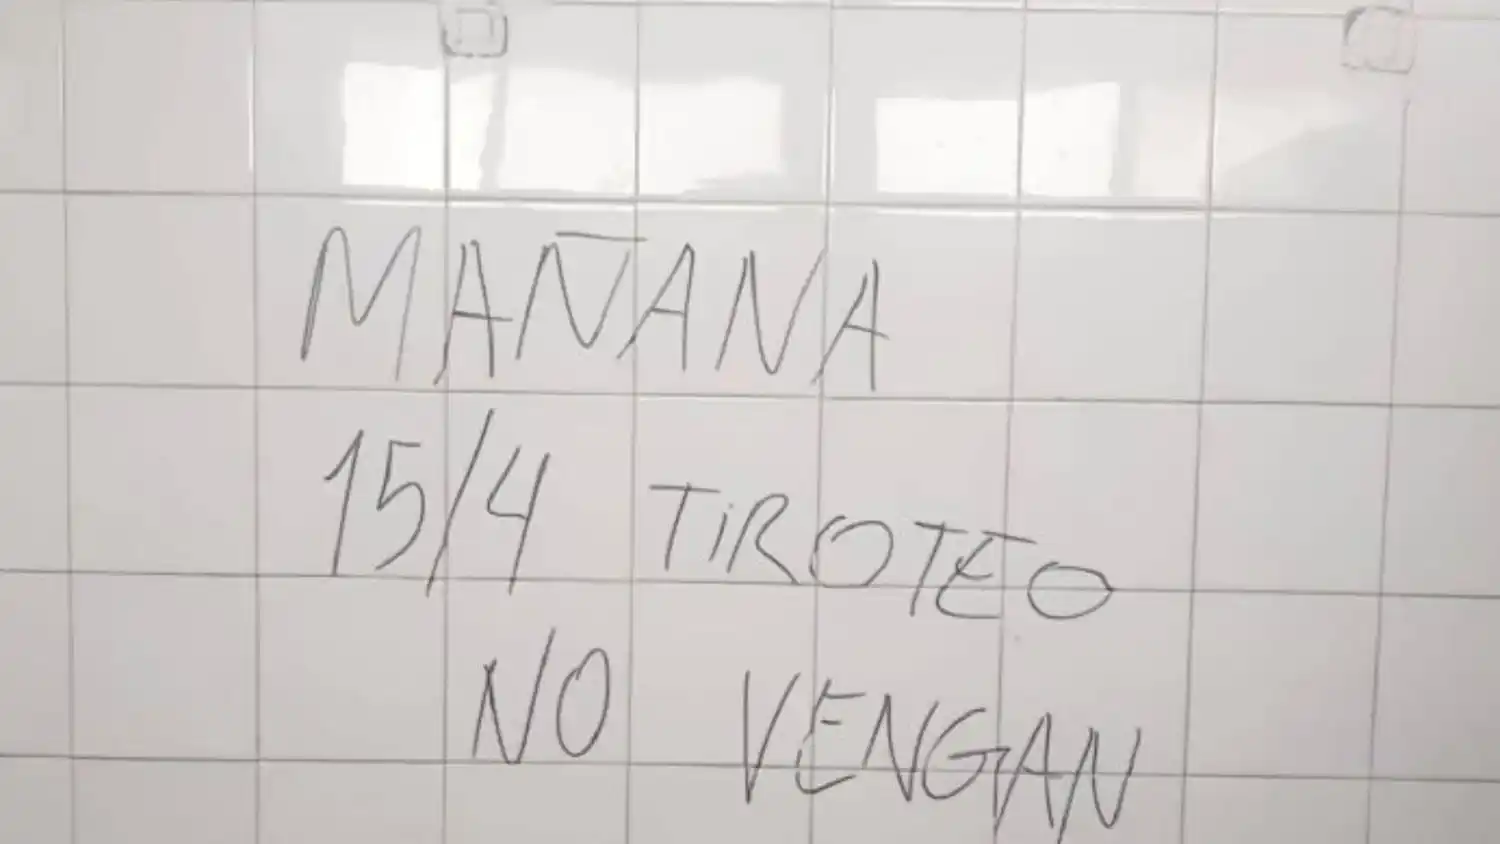 MAÑANA
15/4 TIROTEO
NO VENGAN